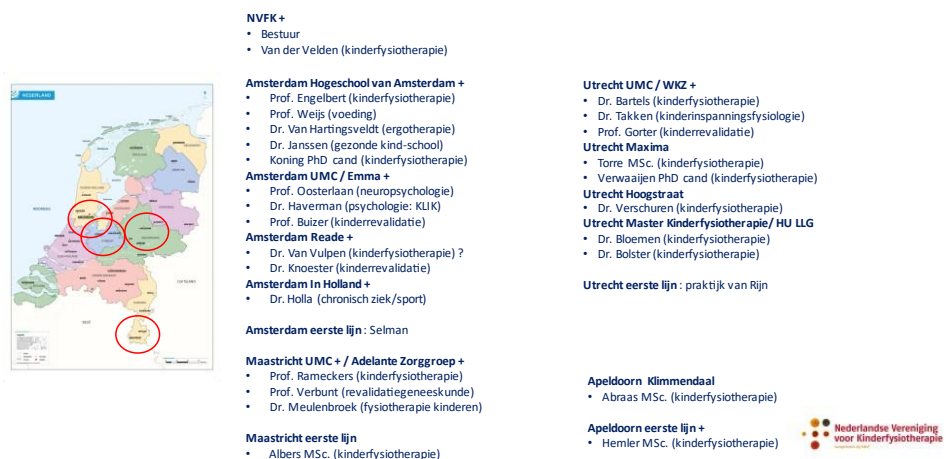 NVFK +
• Bestuur
• Van der Velden (kinderfysiotherapie)
NEDERLAND
Amsterdam Hogeschool van Amsterdam +
• Prof. Engelbert (kinderfysiotherapie)
• Prof. Weijs (voeding)
• Dr. Van Hartingsveldt (ergotherapie)
• Dr. Janssen (gezonde kind-school)
• Koning PhD cand (kinderfysiotherapie)
Amsterdam UMC / Emma +
• Prof. Oosterlaan (neuropsychologie)
• Dr. Haverman (psychologie: KLIK)
• Prof. Buizer (kinderrevalidatie)
Amsterdam Reade +
• Dr. Van Vulpen (kinderfysiotherapie) ?
• Dr. Knoester (kinderrevalidatie)
Amsterdam In Holland +
• Dr. Holla (chronisch ziek/sport)
Amsterdam eerste lijn : Selman
Maastricht UMC + / Adelante Zorggroep +
• Prof. Rameckers (kinderfysiotherapie)
• Prof. Verbunt (revalidatiegeneeskunde)
• Dr. Meulenbroek (fysiotherapie kinderen)
Maastricht eerste lijn
• Albers MSc. (kinderfysiotherapie)
Utrecht UMC / WKZ +
• Dr. Bartels (kinderfysiotherapie)
• Dr. Takken (kinderinspanningsfysiologie)
• Prof. Gorter (kinderrevalidatie)
Utrecht Maxima
• Torre MSc. (kinderfysiotherapie)
• Verwaaijen PhD cand (kinderfysiotherapie)
Utrecht Hoogstraat
• Dr. Verschuren (kinderfysiotherapie)
Utrecht Master Kinderfysiotherapie/ HU LLG
• Dr. Bloemen (kinderfysiotherapie)
• Dr. Bolster (kinderfysiotherapie)
Utrecht eerste lijn : praktijk van Rijn
Apeldoorn Klimmendaal
• Abraas MSc. (kinderfysiotherapie)
Apeldoorn eerste lijn +
• Hemler MSc. (kinderfysiotherapie)
Nederlandse Vereniging
voor Kinderfysiotherapie